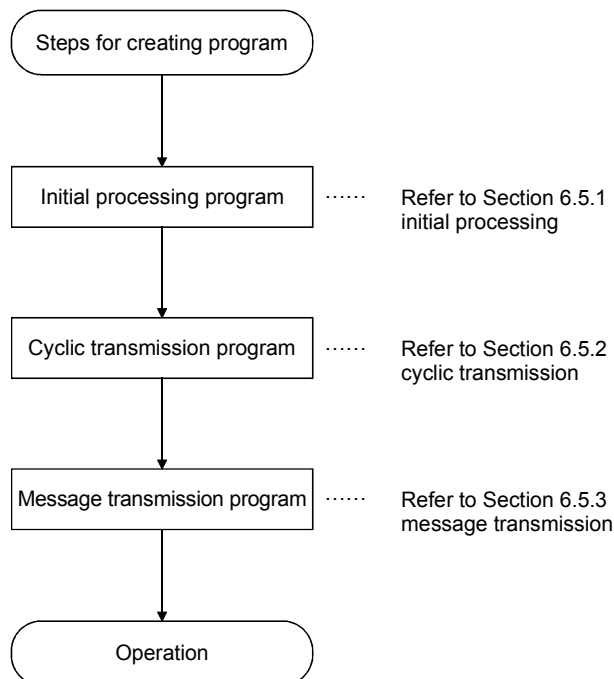 Steps for creating program
Initial processing program ...... Refer to Section 6.5.1
initial processing
Cyclic transmission program ...... Refer to Section 6.5.2
cyclic transmission
Message transmission program ...... Refer to Section 6.5.3
message transmission
Operation